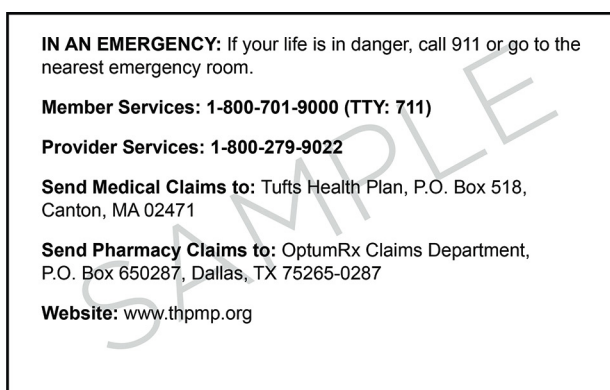 IN AN EMERGENCY: If your life is in danger, call 911 or go to the
nearest emergency room.
Member Services: 1-800-701-9000 (TTY: 711)
Provider Services: 1-800-279-9022
Send Medical Claims to: Tufts Health Plan, P.O. Box 518,
Canton, MA 02471
Send Pharmacy Claims to: OptumRx Claims Department,
P.O. Box 650287, Dallas, TX 75265-0287
Website: www.thpmp.org
SAMPLE